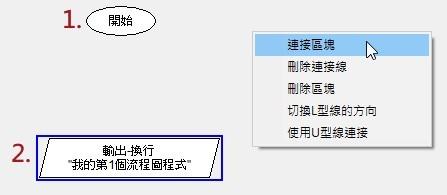 1.
開始
連接區塊
刪除連接線
刪除區塊
切換L型線的方向
使用U型線連接
2.
輸出-換行
"我的第1個流程圖程式"